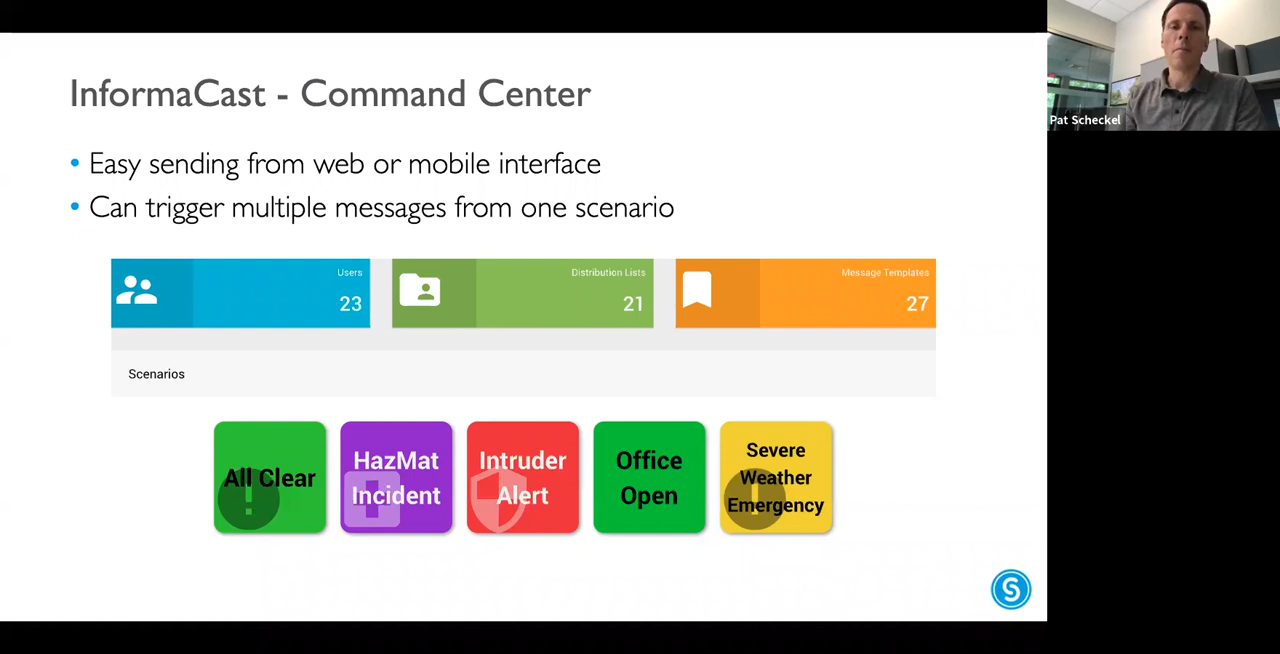 InformaCast - Command Center
• Easy sending from web or mobile interface
• Can trigger multiple messages from one scenario
Users
23
Distribution Lists
21
Message Templates
27
Scenarios
All Clear
HazMat
Incident
Intruder
Alert
Office
Open
Severe
Weather
Emergency
S
Pat Scheckel